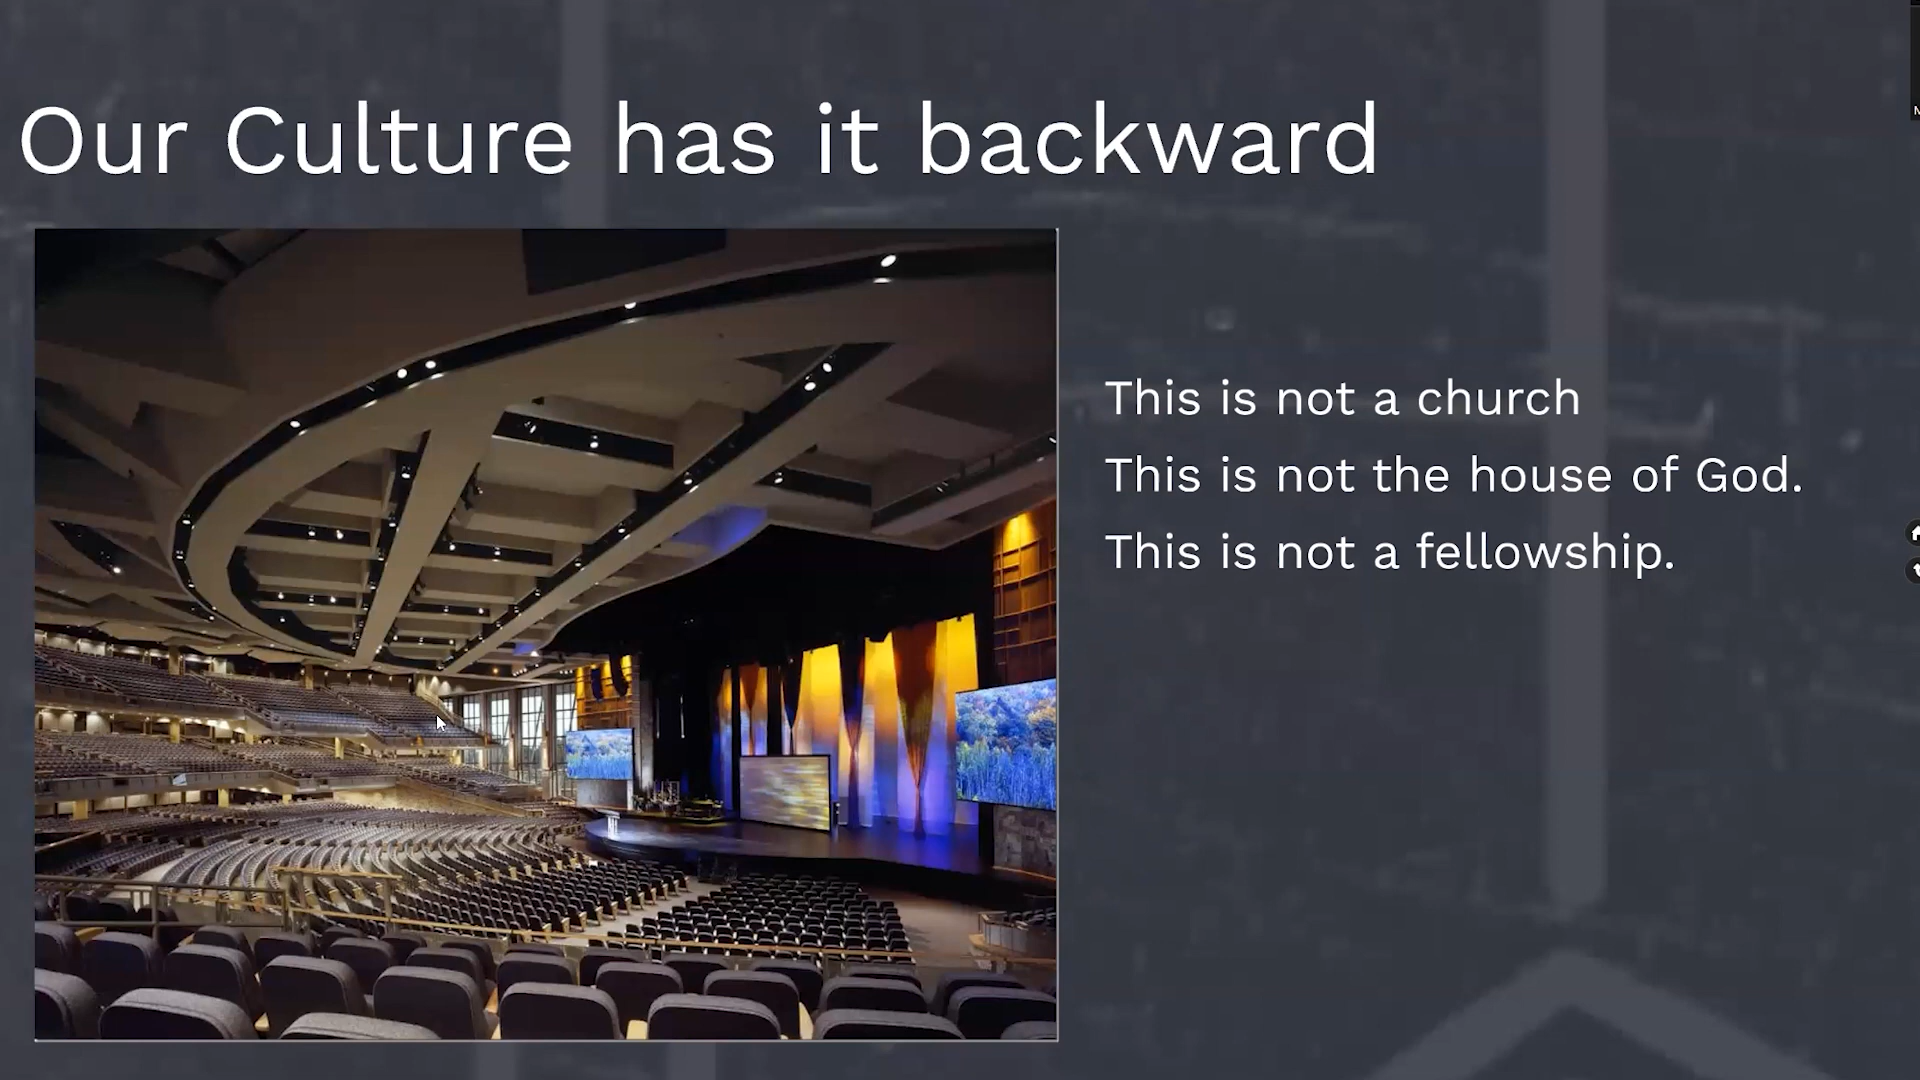 Our Culture has it backward
This is not a church
This is not the house of God.
This is not a fellowship.